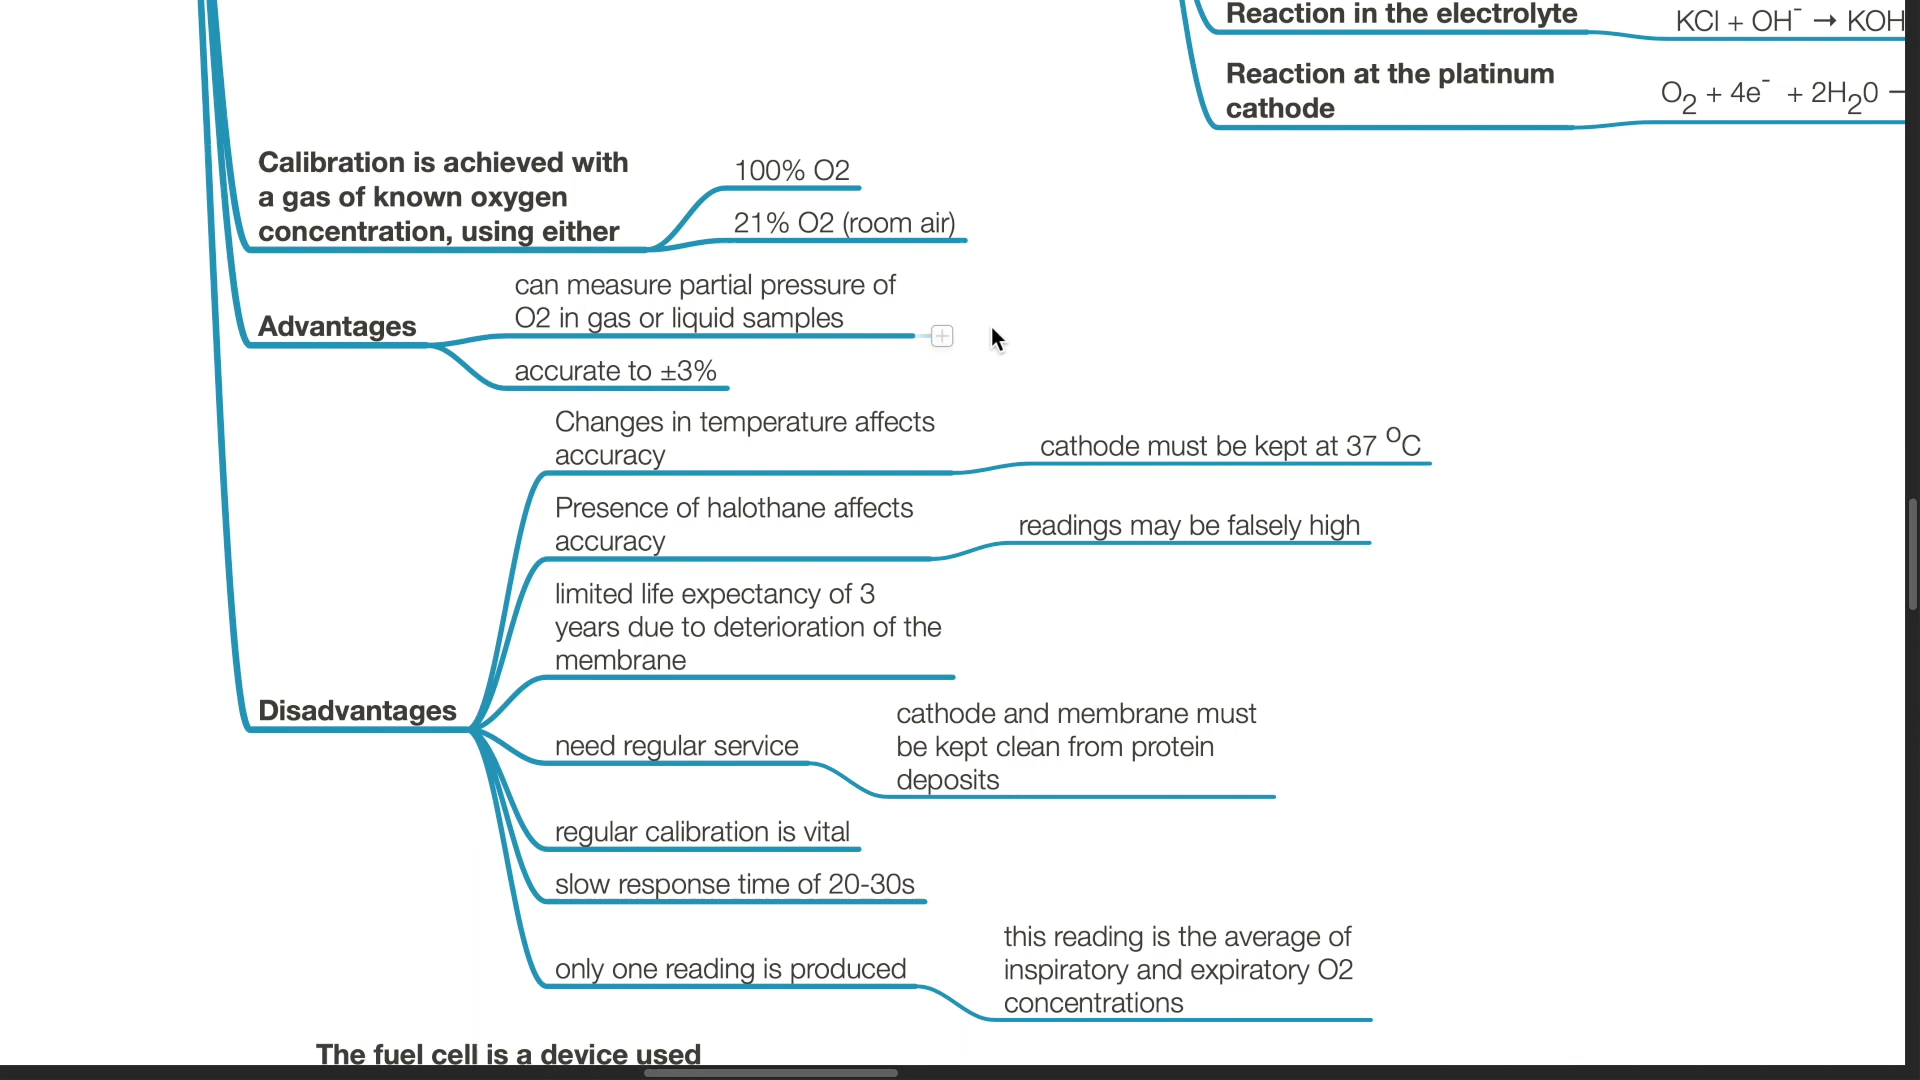 Reaction in the electrolyte
KCl + OH⁻ → KOH
Reaction at the platinum
cathode
O₂ + 4e⁻ + 2H₂0 –
Calibration is achieved with
a gas of known oxygen
concentration, using either
100% O2
21% O2 (room air)
Advantages
can measure partial pressure of
O2 in gas or liquid samples
accurate to ±3%
Disadvantages
Changes in temperature affects
accuracy
cathode must be kept at 37 ⁰C
Presence of halothane affects
accuracy
readings may be falsely high
limited life expectancy of 3
years due to deterioration of the
membrane
need regular service
cathode and membrane must
be kept clean from protein
deposits
regular calibration is vital
slow response time of 20-30s
only one reading is produced
this reading is the average of
inspiratory and expiratory O2
concentrations
The fuel cell is a device used